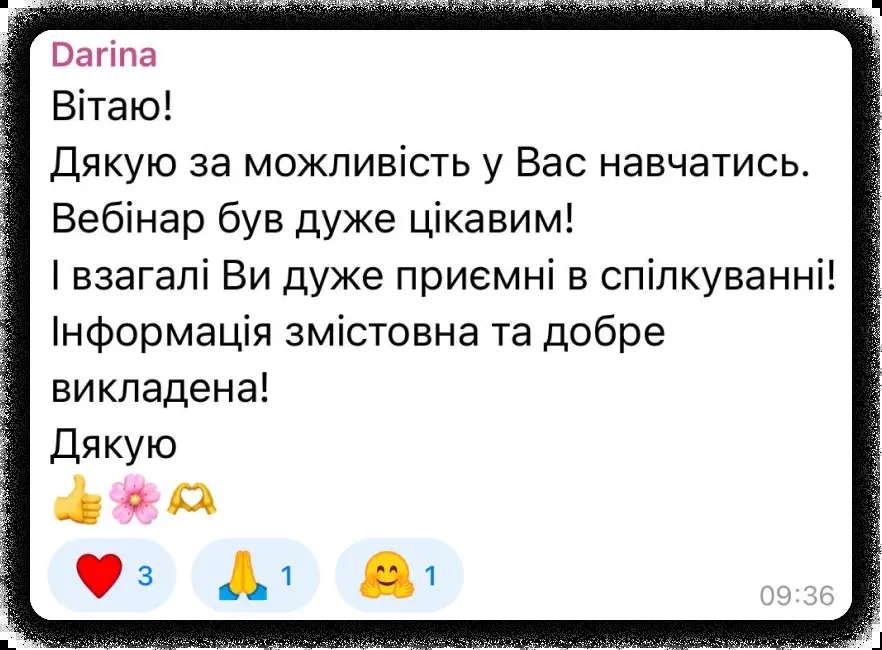 Darina
Вітаю!
Дякую за можливість у Вас навчатись.
Вебінар був дуже цікавим!
І взагалі Ви дуже приємні в спілкуванні!
Інформація змістовна та добре
викладена!
Дякую
👍🌸🫶
❤️ 3 🙏 1 🤗 1
09:36